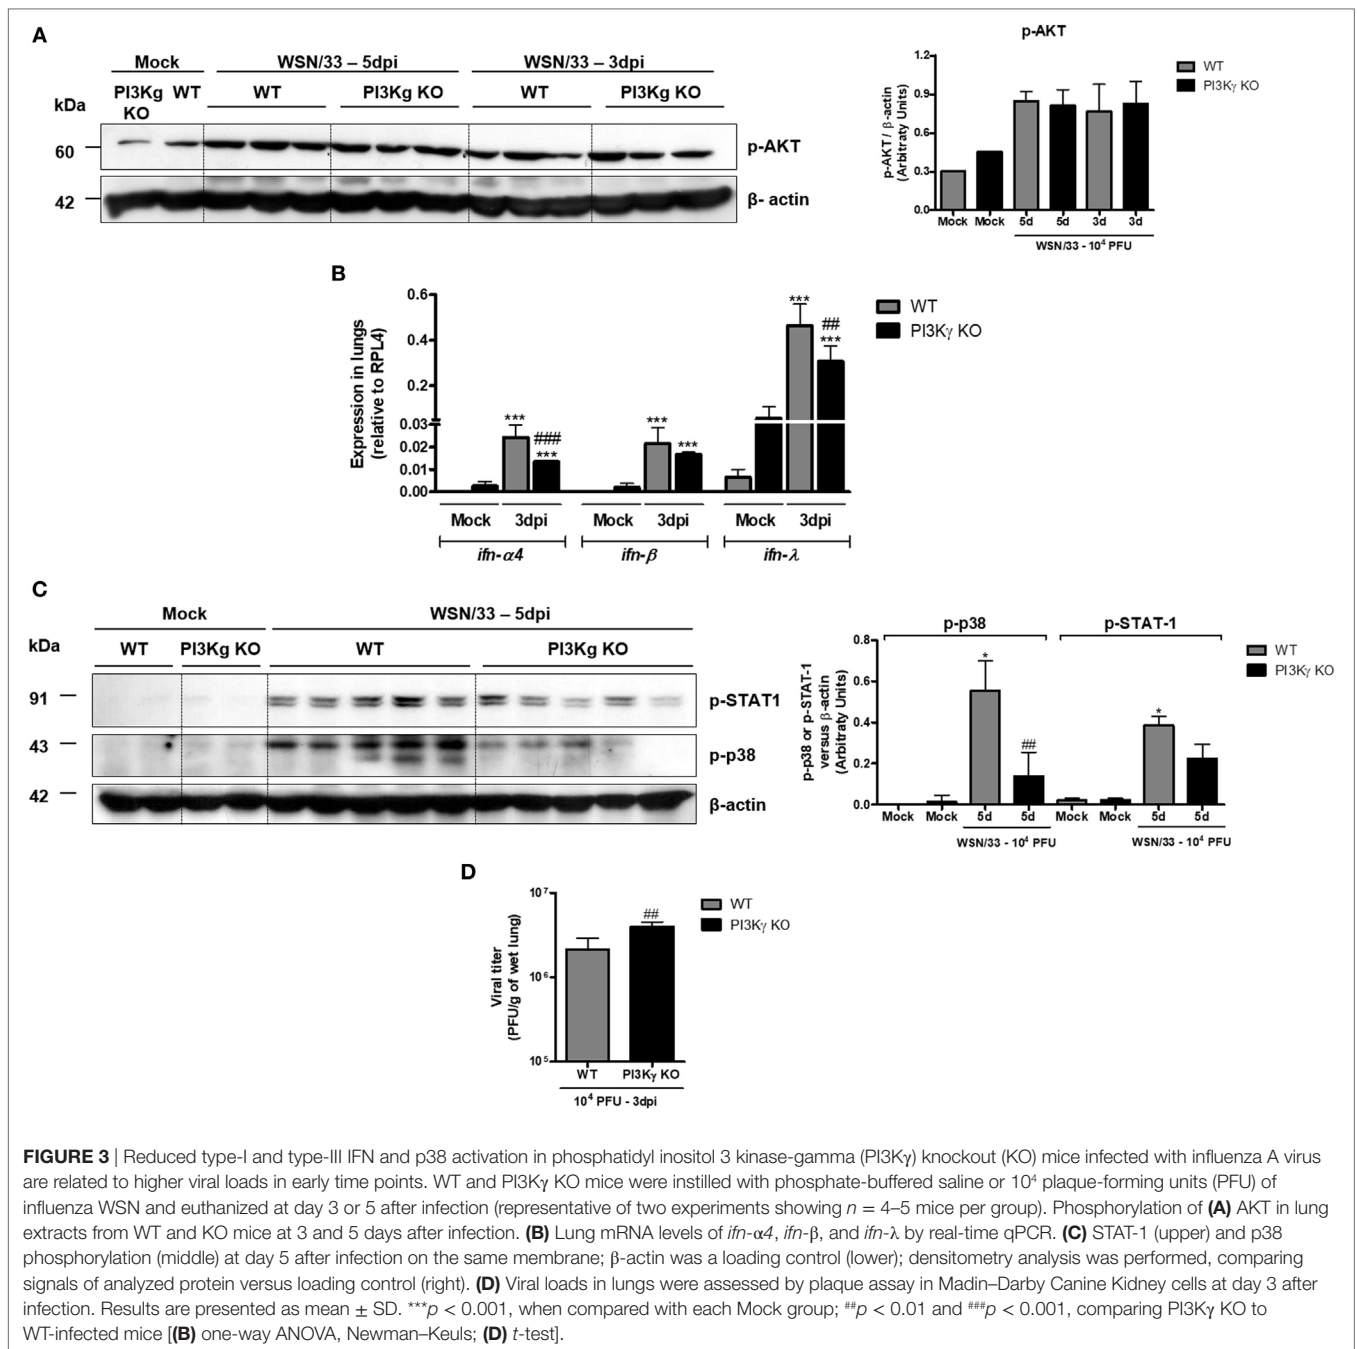 A
Mock
WSN/33 – 5dpi
WSN/33 – 3dpi
PI3Kg KO
WT
WT
PI3Kg KO
WT
PI3Kg KO
kDa
60
p-AKT
42
β- actin
p-AKT
p-AKT / β-actin
(Arbitraty Units)
1.2
0.9
0.6
0.3
0.0
Mock Mock 5d 5d 3d 3d
WSN/33 - 10⁴ PFU
WT
PI3Kγ KO
B
Expression in lungs
(relative to RPL4)
0.6
0.4
0.2
0.03
0.02
0.01
0.00
*** ### *** *** *** *** ## ***
WT
PI3Kγ KO
Mock 3dpi Mock 3dpi Mock 3dpi
ifn-α4 ifn-β ifn-λ
C
Mock
WSN/33 – 5dpi
kDa
WT PI3Kg KO WT PI3Kg KO
91
p-STAT1
43
p-p38
42
β-actin
p-p38 p-STAT-1
p-p38 or p-STAT-1
versus β-actin
(Arbitraty Units)
0.8
0.6
0.4
0.2
0.0
* ## *
Mock Mock 5d 5d Mock Mock 5d 5d
WSN/33 - 10⁴ PFU WSN/33 - 10⁴ PFU
WT
PI3Kγ KO
D
Viral titer
(PFU/g of wet lung)
10⁷
10⁶
10⁵
##
WT PI3Kγ KO
10⁴ PFU - 3dpi
WT
PI3Kγ KO
FIGURE 3 | Reduced type-I and type-III IFN and p38 activation in phosphatidyl inositol 3 kinase-gamma (PI3Kγ) knockout (KO) mice infected with influenza A virus
are related to higher viral loads in early time points. WT and PI3Kγ KO mice were instilled with phosphate-buffered saline or 10⁴ plaque-forming units (PFU) of
influenza WSN and euthanized at day 3 or 5 after infection (representative of two experiments showing n = 4–5 mice per group). Phosphorylation of (A) AKT in lung
extracts from WT and KO mice at 3 and 5 days after infection. (B) Lung mRNA levels of ifn-α4, ifn-β, and ifn-λ by real-time qPCR. (C) STAT-1 (upper) and p38
phosphorylation (middle) at day 5 after infection on the same membrane; β-actin was a loading control (lower); densitometry analysis was performed, comparing
signals of analyzed protein versus loading control (right). (D) Viral loads in lungs were assessed by plaque assay in Madin–Darby Canine Kidney cells at day 3 after
infection. Results are presented as mean ± SD. ***p < 0.001, when compared with each Mock group; ##p < 0.01 and ###p < 0.001, comparing PI3Kγ KO to
WT-infected mice [(B) one-way ANOVA, Newman–Keuls; (D) t-test].